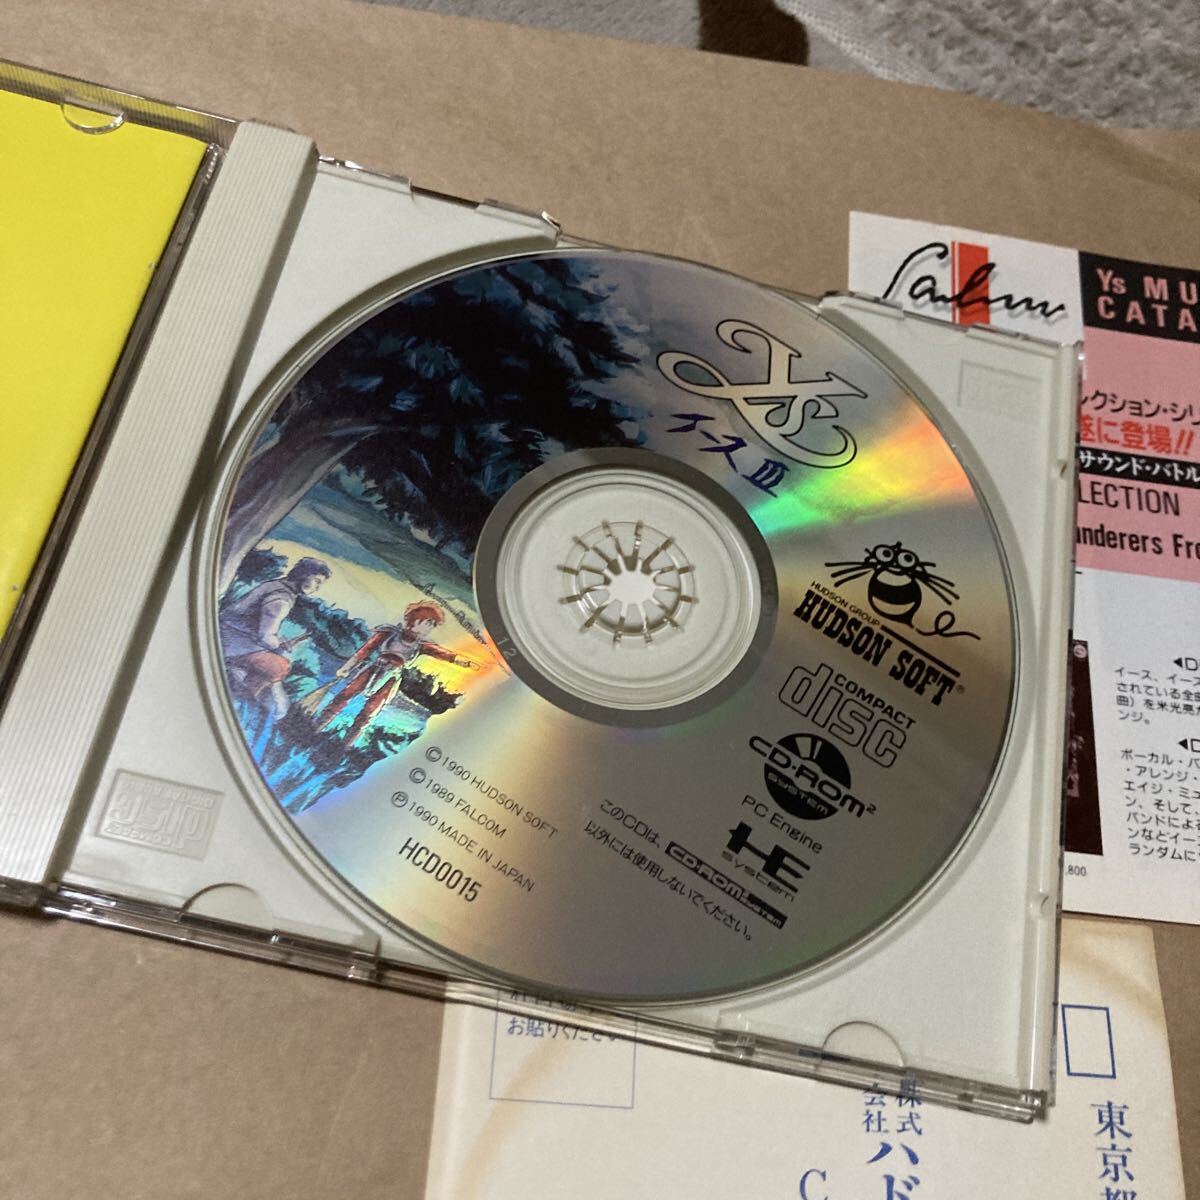 Ys
イースIII
HUDSON GROUP
HUDSON SOFT®
COMPACT
disc
CD-ROM²
SYSTEM
PC Engine
HE
SYSTEM
© 1990 HUDSON SOFT
© 1989 FALCOM
Ⓟ 1990 MADE IN JAPAN
HCD0015
このCDは、CD-ROM² SYSTEM
以外には使用しないでください。
12
Falcom
Ys MU
CATA
レクション・シリ
に登場!!
サウンド・バトル
LECTION
anderers Fro
◀D
イース、イース
されている全
曲）を米光亮
ンジ。
◀D
ボーカル・バ
・アレンジ・
エイジ・ミュ
ン、そして、
バンドによる
ンなどイー
ランダムに
,800
お貼りください
株式
会社
ハド
C
東京都